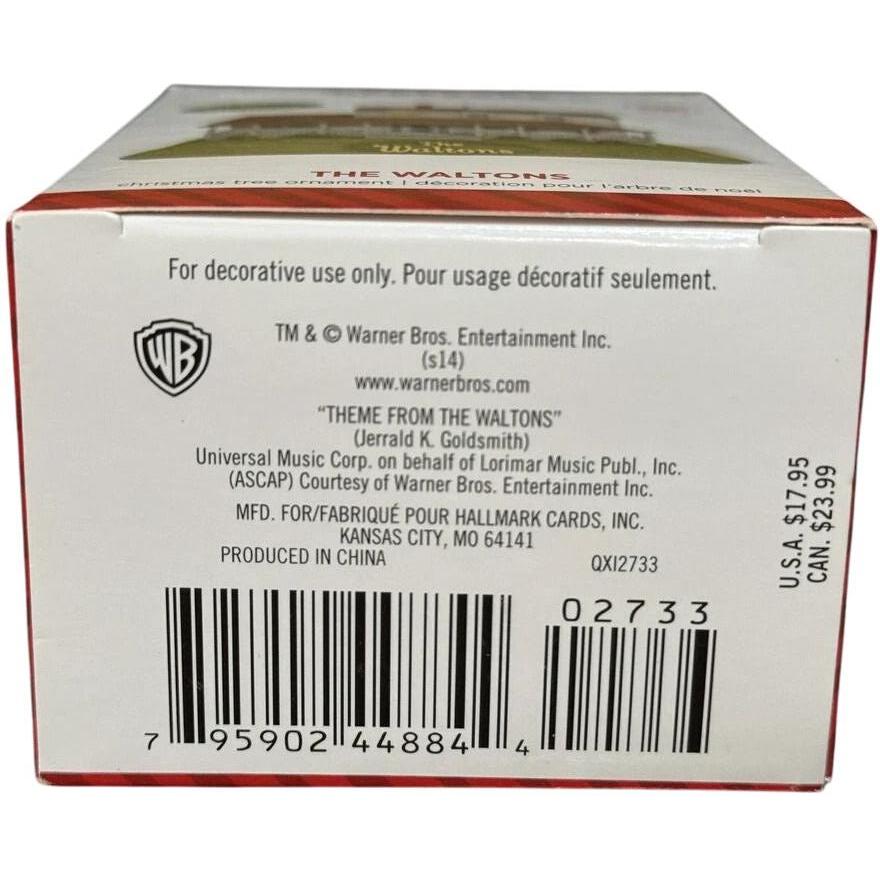 The
Waltons
THE WALTONS
christmas tree ornament | décoration pour l'arbre de noël
For decorative use only. Pour usage décoratif seulement.
WB
TM & © Warner Bros. Entertainment Inc.
(s14)
www.warnerbros.com
"THEME FROM THE WALTONS"
(Jerrald K. Goldsmith)
Universal Music Corp. on behalf of Lorimar Music Publ., Inc.
(ASCAP) Courtesy of Warner Bros. Entertainment Inc.
MFD. FOR/FABRIQUÉ POUR HALLMARK CARDS, INC.
KANSAS CITY, MO 64141
PRODUCED IN CHINA QXI2733
U.S.A. $17.95
CAN. $23.99
02733
7 95902 44884 4